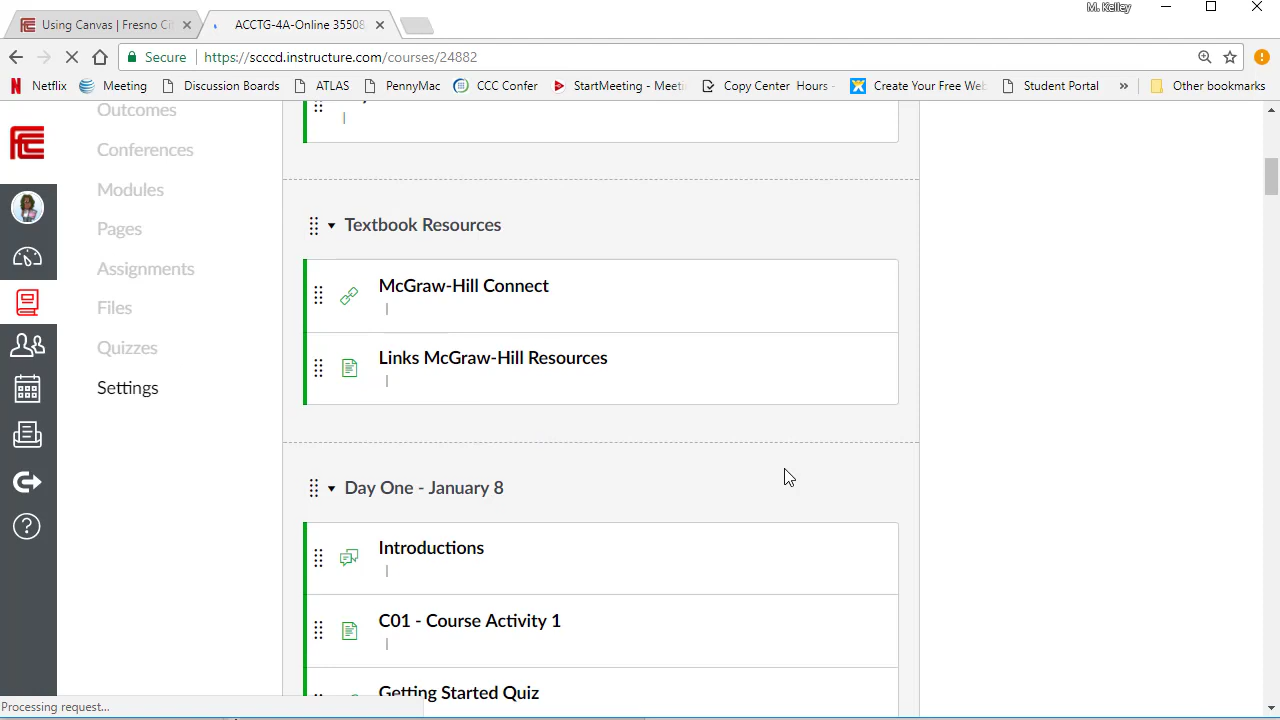 M. Kelley
Using Canvas | Fresno Ci
ACCTG-4A-Online 35508
Secure
https://scccd.instructure.com/courses/24882
Netflix
Meeting
Discussion Boards
ATLAS
PennyMac
CCC Confer
StartMeeting - Meeti
Copy Center Hours -
Create Your Free Web
Student Portal
»
Other bookmarks
Outcomes
Conferences
Modules
Pages
Assignments
Files
Quizzes
Settings
Textbook Resources
McGraw-Hill Connect
|
Links McGraw-Hill Resources
|
Day One - January 8
Introductions
|
C01 - Course Activity 1
|
Getting Started Quiz
Processing request...